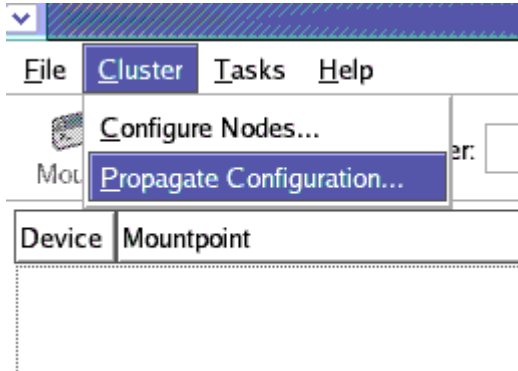 File Cluster Tasks Help
Configure Nodes...
Propagate Configuration...
Device Mountpoint